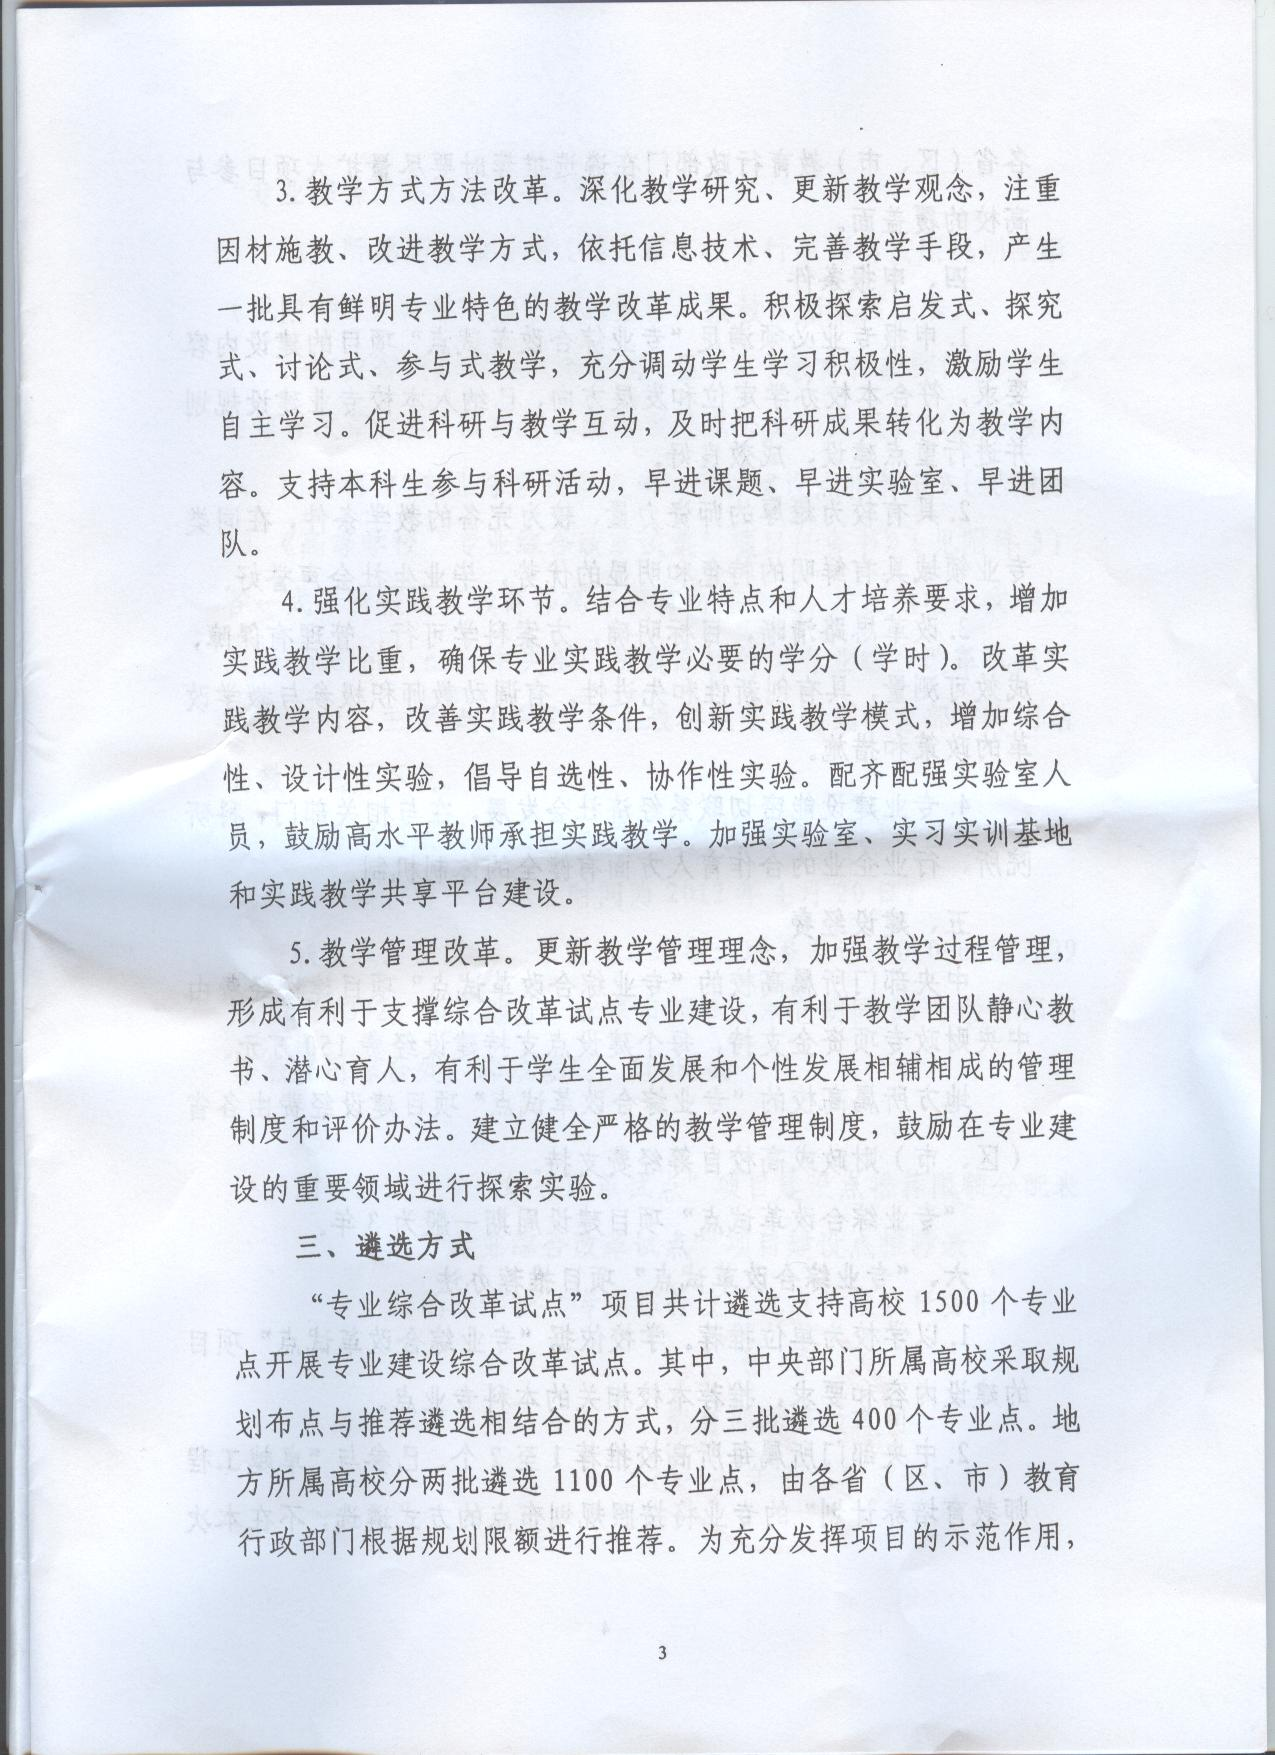 3.教学方式方法改革。深化教学研究、更新教学观念，注重
因材施教、改进教学方式，依托信息技术、完善教学手段，产生
一批具有鲜明专业特色的教学改革成果。积极探索启发式、探究
式、讨论式、参与式教学，充分调动学生学习积极性，激励学生
自主学习。促进科研与教学互动，及时把科研成果转化为教学内
容。支持本科生参与科研活动，早进课题、早进实验室、早进团
队。
4.强化实践教学环节。结合专业特点和人才培养要求，增加
实践教学比重，确保专业实践教学必要的学分（学时）。改革实
践教学内容，改善实践教学条件，创新实践教学模式，增加综合
性、设计性实验，倡导自选性、协作性实验。配齐配强实验室人
员，鼓励高水平教师承担实践教学。加强实验室、实习实训基地
和实践教学共享平台建设。
5.教学管理改革。更新教学管理理念，加强教学过程管理，
形成有利于支撑综合改革试点专业建设，有利于教学团队静心教
书、潜心育人，有利于学生全面发展和个性发展相辅相成的管理
制度和评价办法。建立健全严格的教学管理制度，鼓励在专业建
设的重要领域进行探索实验。
三、遴选方式
“专业综合改革试点”项目共计遴选支持高校 1500 个专业
点开展专业建设综合改革试点。其中，中央部门所属高校采取规
划布点与推荐遴选相结合的方式，分三批遴选 400 个专业点。地
方所属高校分两批遴选 1100 个专业点，由各省（区、市）教育
行政部门根据规划限额进行推荐。为充分发挥项目的示范作用，
3